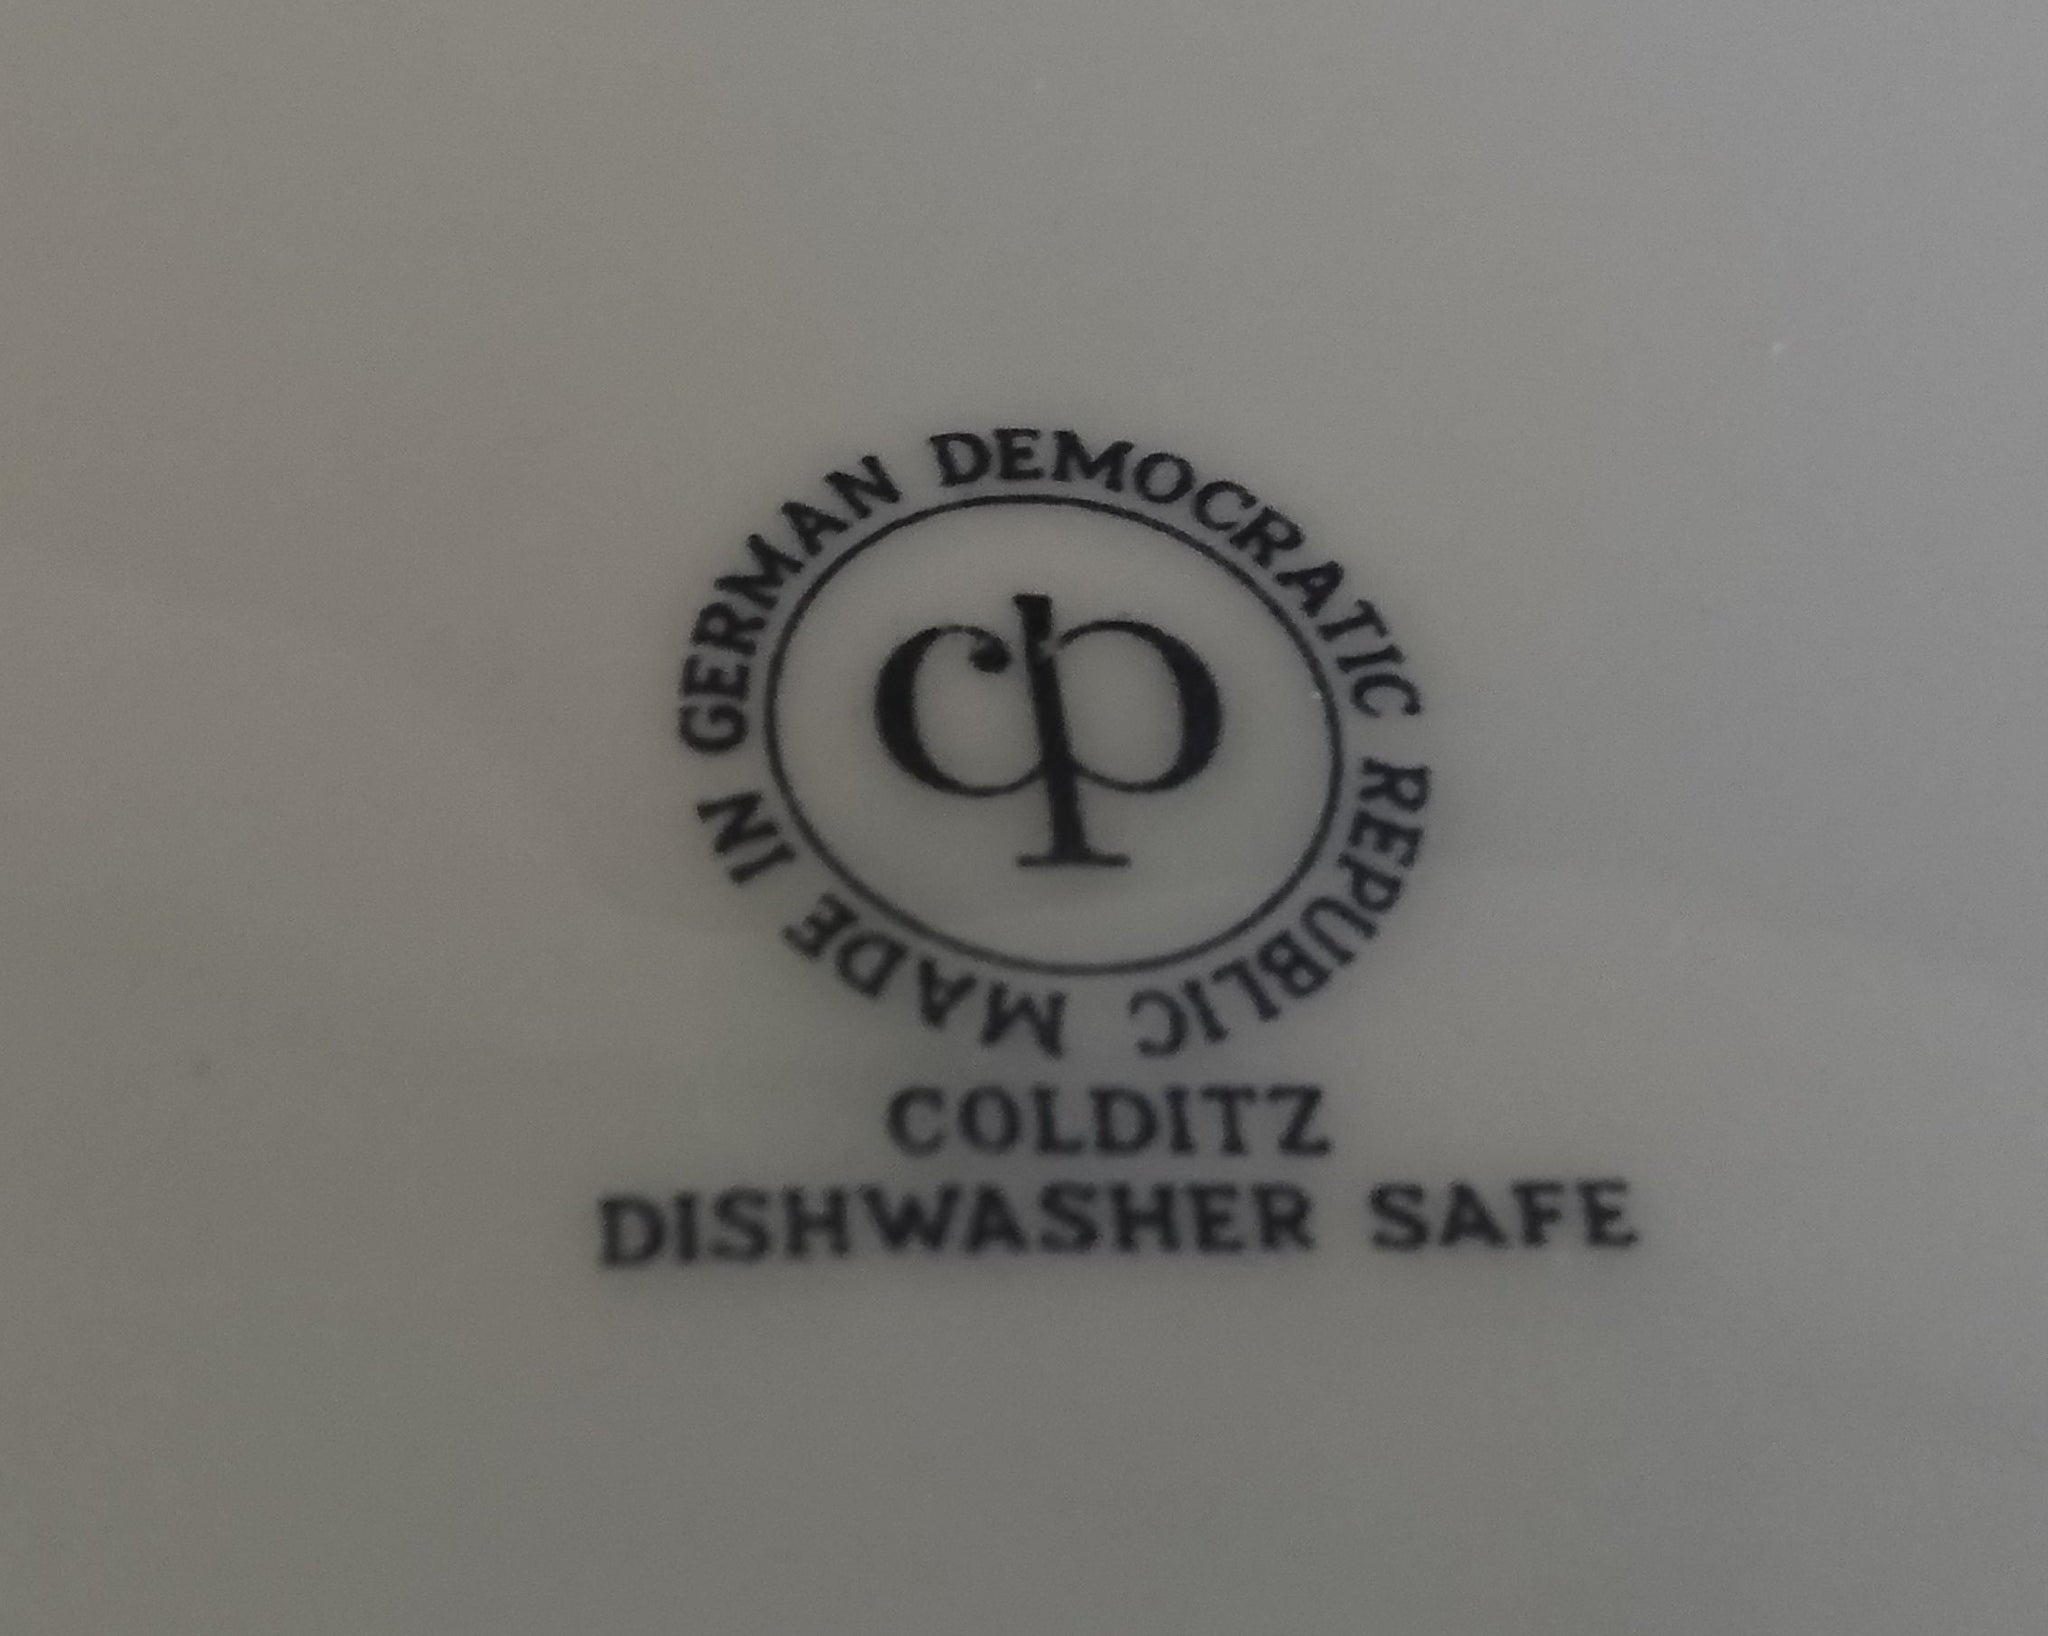 MADE IN GERMAN DEMOCRATIC REPUBLIC
cp
COLDITZ
DISHWASHER SAFE